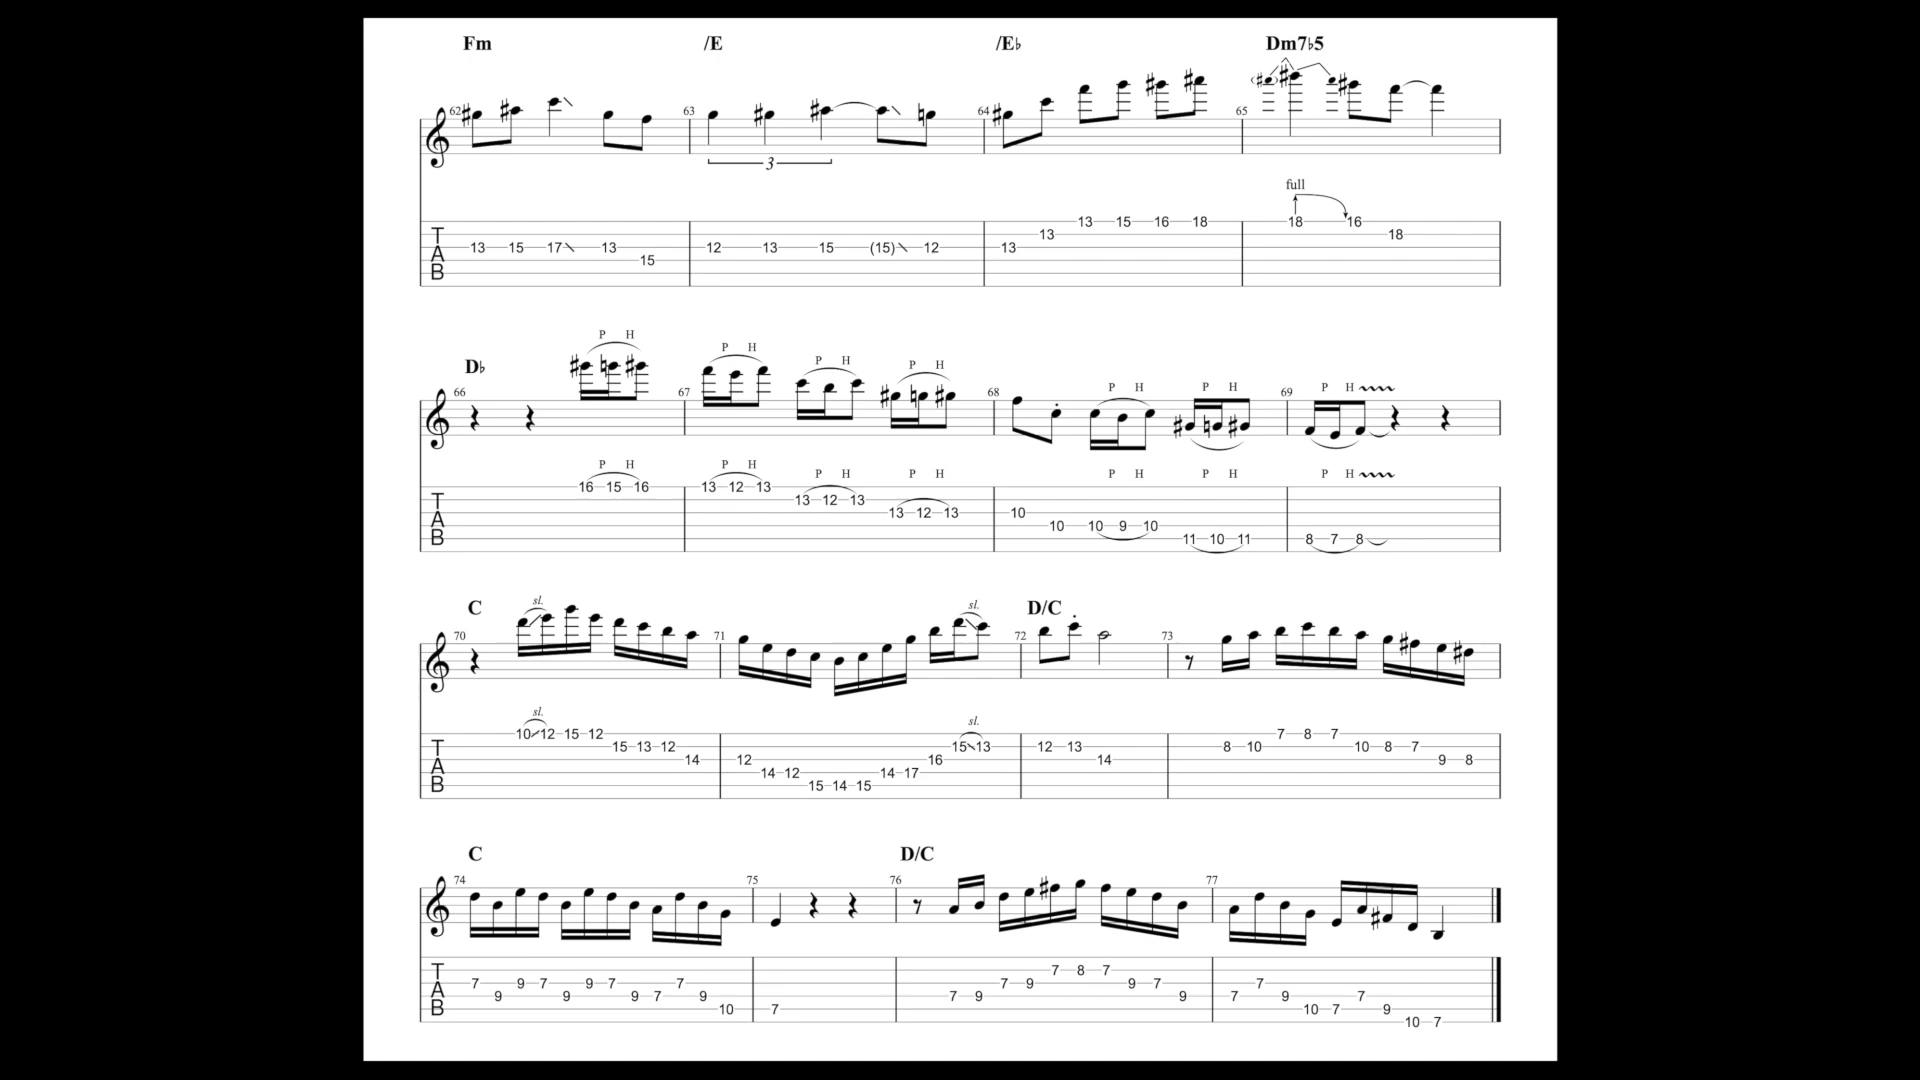 Fm /E /E♭ Dm7♭5
62 63 64 65
3
full
T 13 13 15 16 18 18 16
13 18
A 13 15 17 13 12 13 15 (15) 12 13
B 15
P H
D♭ P H P H P H P H P H P H
66 67 68 69
P H P H P H P H P H P H P H
16 15 16 13 12 13
T 13 12 13
A 13 12 13 10
B 10 10 9 10
11 10 11 8 7 8
C sl. sl. D/C
70 71 72 73
sl. sl.
10 12 15 12 7 8 7
T 15 13 12 15 13 12 13 8 10 10 8 7
A 14 12 16 14 9 8
B 14 12 14 17
15 14 15
C D/C
74 75 76 77
T 7 8 7
A 7 9 7 9 7 7 7 9 9 7 7
B 9 9 9 7 9 7 9 9 7 9 7
10 7 10 7 9
10 7